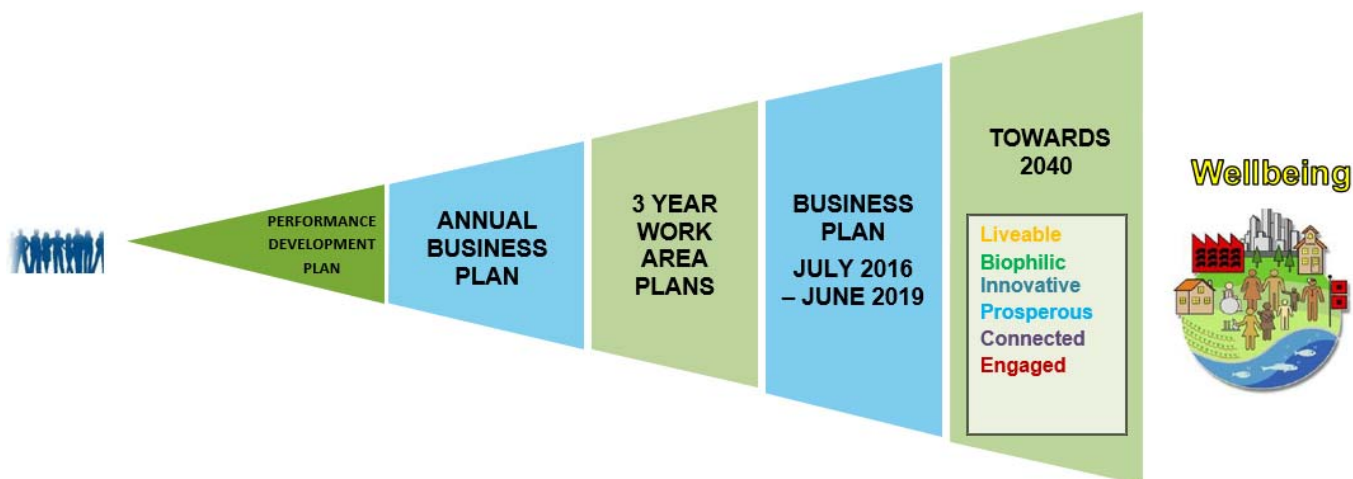 PERFORMANCE
DEVELOPMENT
PLAN
ANNUAL
BUSINESS
PLAN
3 YEAR
WORK
AREA
PLANS
BUSINESS
PLAN
JULY 2016
– JUNE 2019
TOWARDS
2040
Liveable
Biophilic
Innovative
Prosperous
Connected
Engaged
Wellbeing